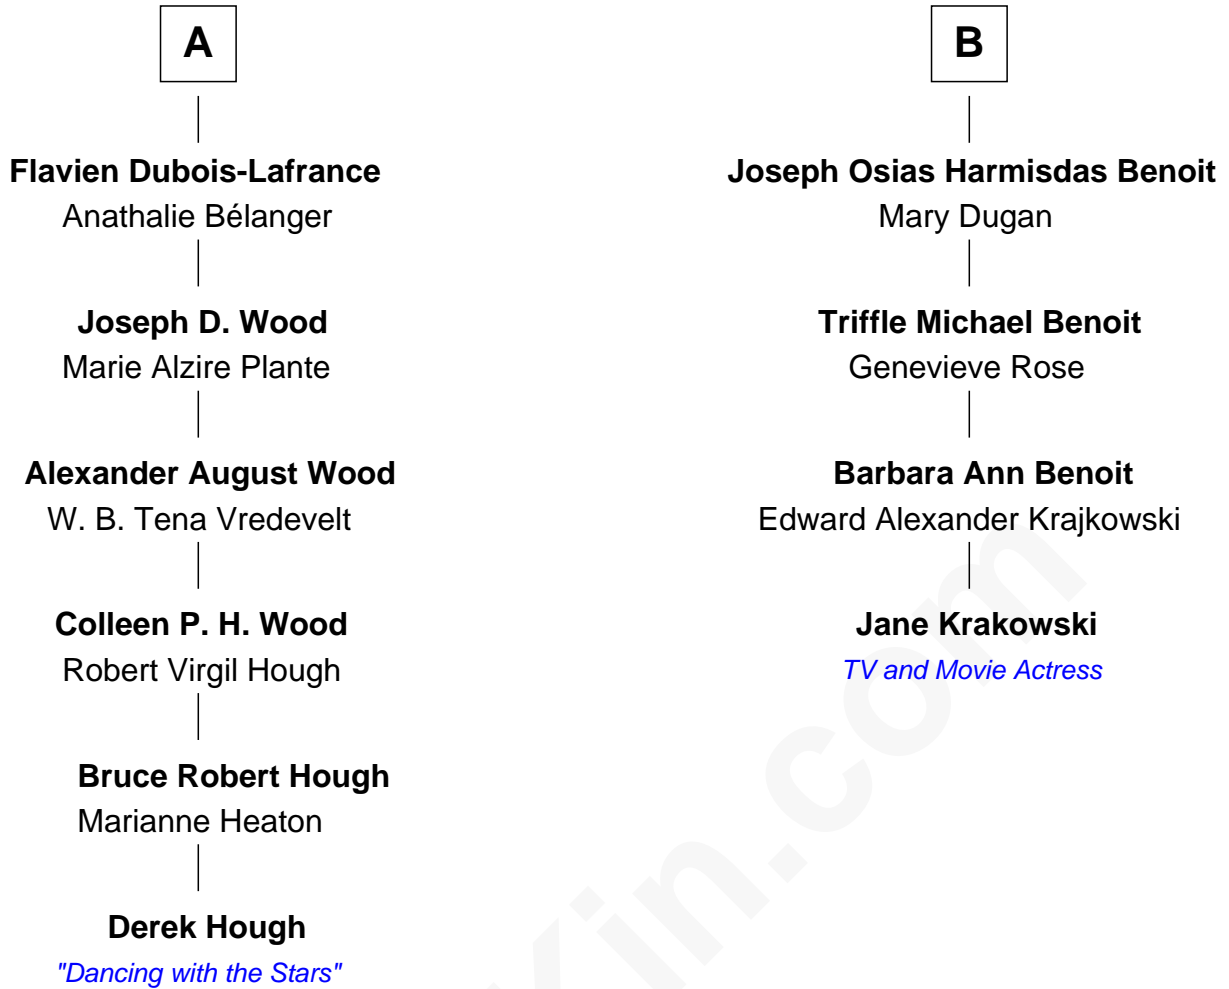 A
Flavien Dubois-Lafrance
Anathalie Bélanger
Joseph D. Wood
Marie Alzire Plante
Alexander August Wood
W. B. Tena Vredevelt
Colleen P. H. Wood
Robert Virgil Hough
Bruce Robert Hough
Marianne Heaton
Derek Hough
"Dancing with the Stars"
B
Joseph Osias Harmisdas Benoit
Mary Dugan
Triffle Michael Benoit
Genevieve Rose
Barbara Ann Benoit
Edward Alexander Krajkowski
Jane Krakowski
TV and Movie Actress
Kin.com